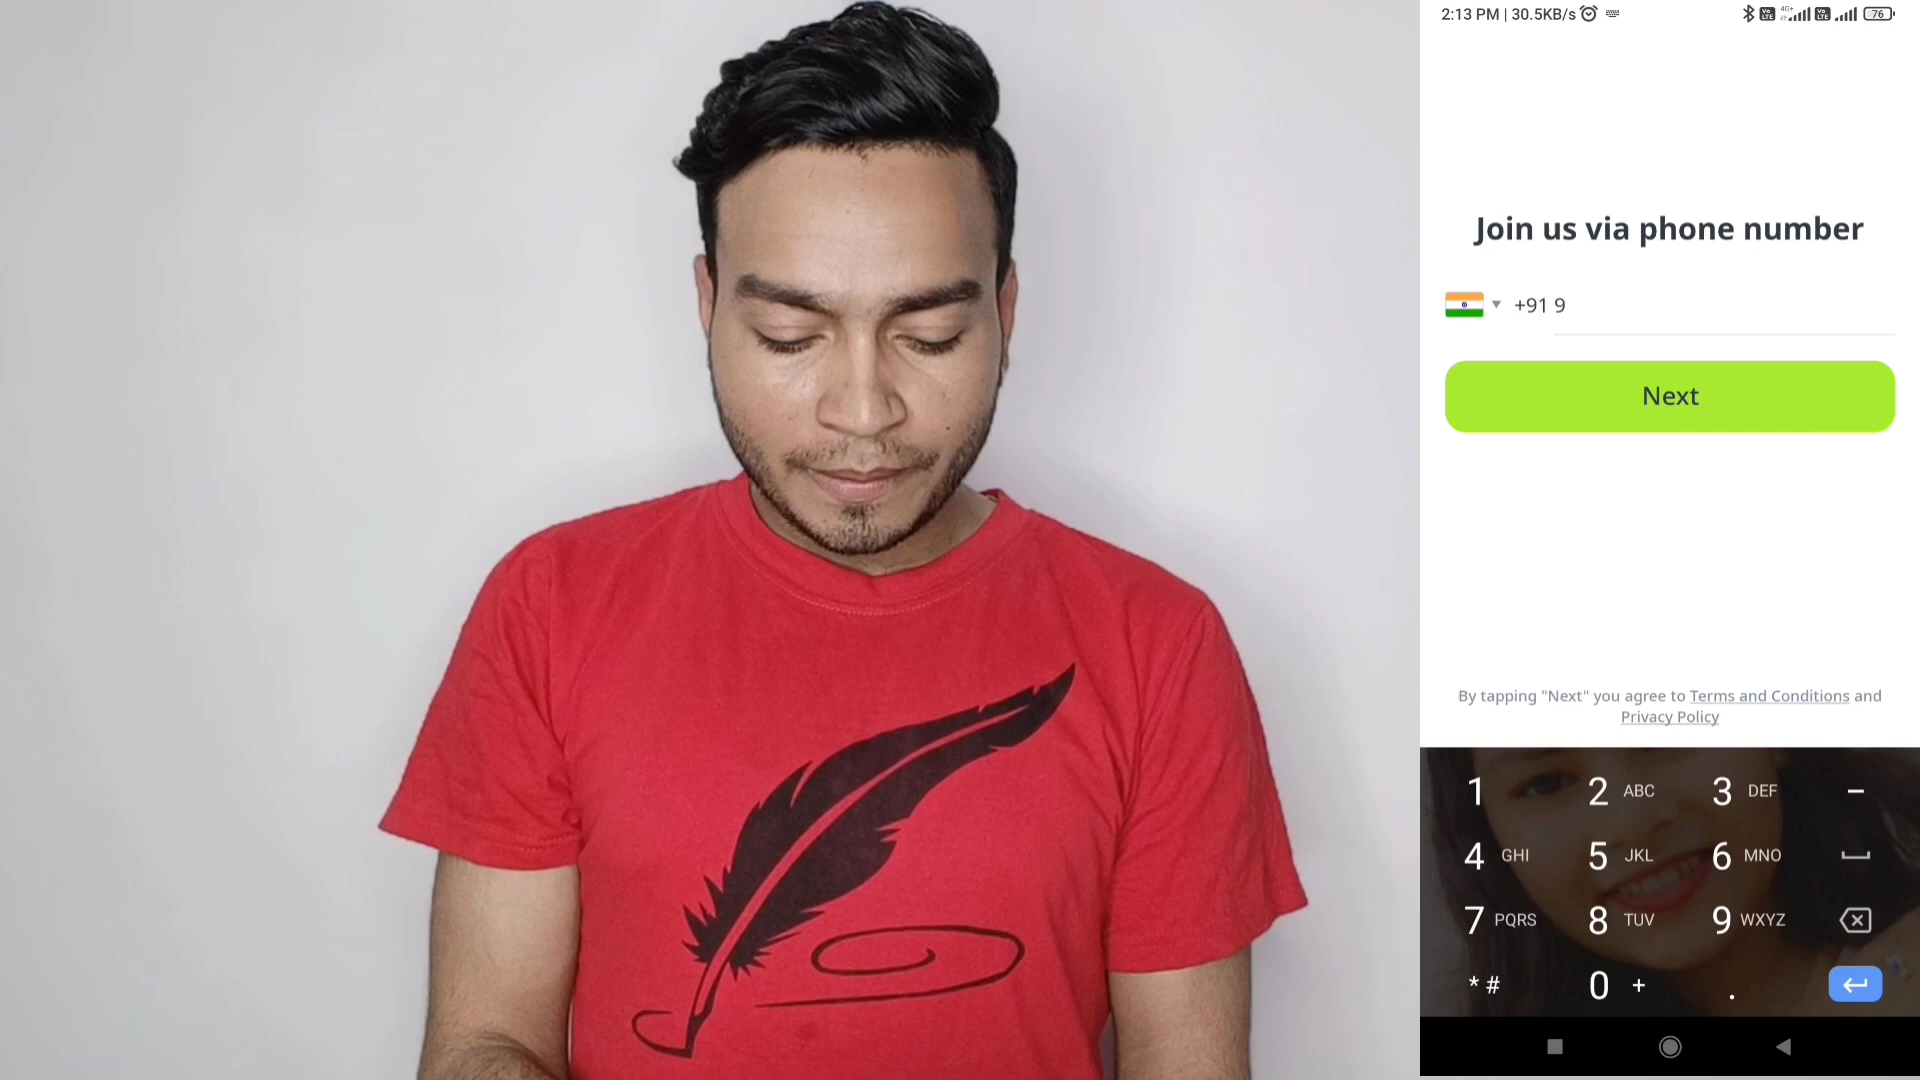 2:13 PM | 30.5KB/s
76
Join us via phone number
+91 9
Next
By tapping "Next" you agree to Terms and Conditions and
Privacy Policy
1 2 ABC 3 DEF -
4 GHI 5 JKL 6 MNO
7 PQRS 8 TUV 9 WXYZ
* # 0 + .